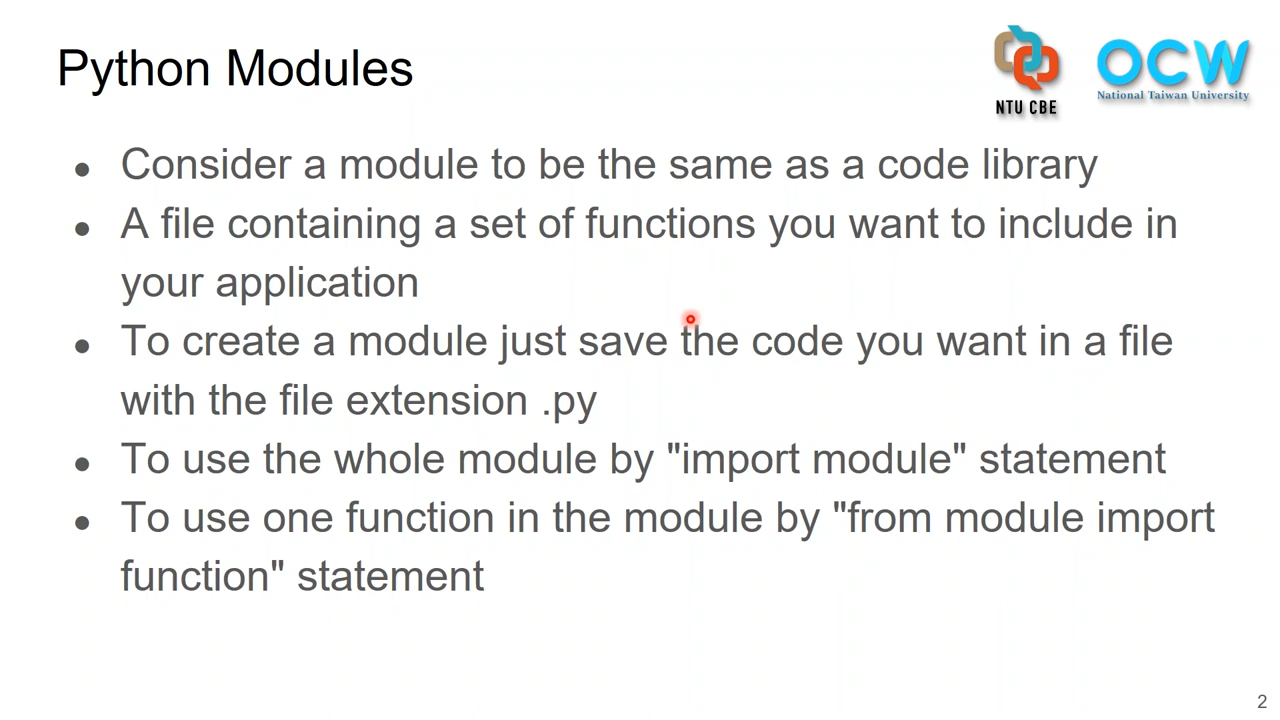 Python Modules
NTU CBE
OCW
National Taiwan University
● Consider a module to be the same as a code library
● A file containing a set of functions you want to include in
your application
● To create a module just save the code you want in a file
with the file extension .py
● To use the whole module by "import module" statement
● To use one function in the module by "from module import
function" statement
2